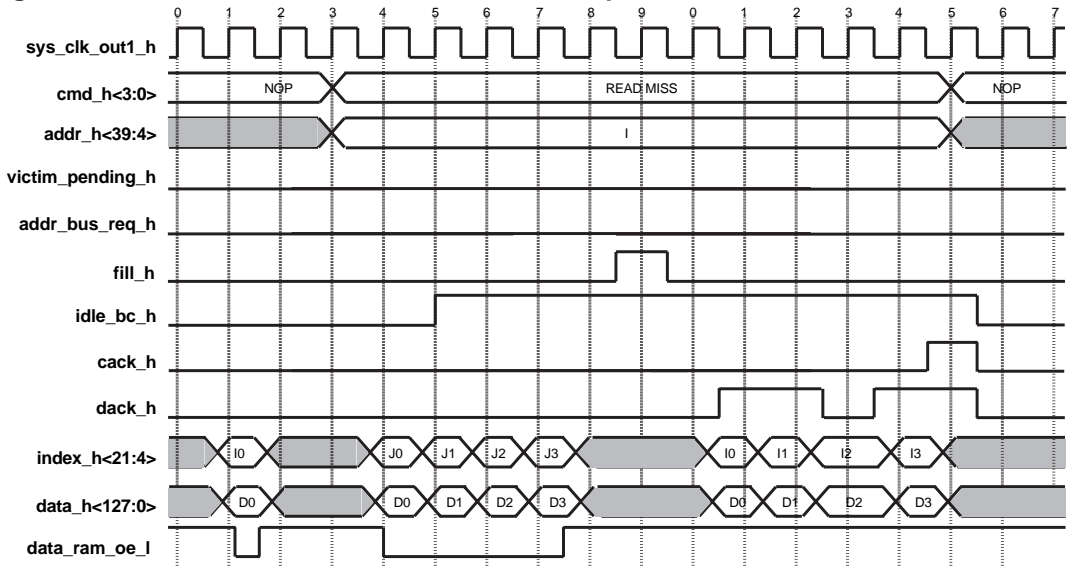 0 1 2 3 4 5 6 7 8 9 0 1 2 3 4 5 6 7
sys_clk_out1_h
cmd_h<3:0> NOP READ MISS NOP
addr_h<39:4> I
victim_pending_h
addr_bus_req_h
fill_h
idle_bc_h
cack_h
dack_h
index_h<21:4> I0 J0 J1 J2 J3 I0 I1 I2 I3
data_h<127:0> D0 D0 D1 D2 D3 D0 D1 D2 D3
data_ram_oe_l